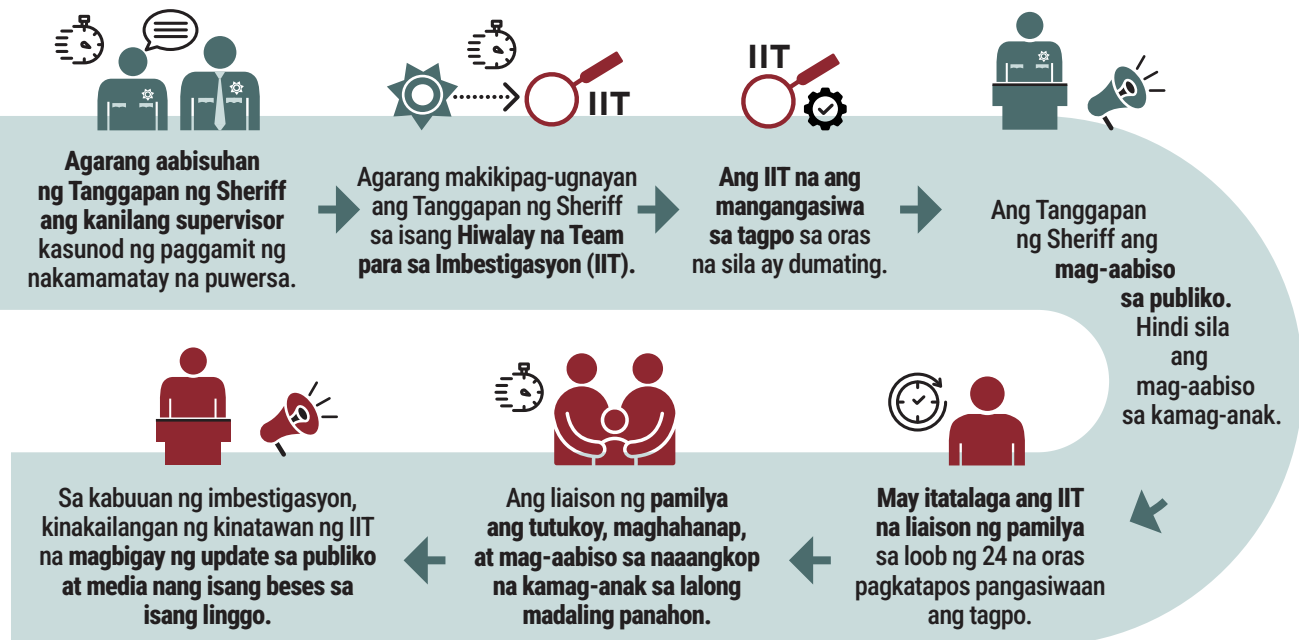 IIT
IIT
Agarang aabisuhan
ng Tanggapan ng Sheriff
ang kanilang supervisor
kasunod ng paggamit ng
nakamamatay na puwersa.
Agarang makikipag-ugnayan
ang Tanggapan ng Sheriff
sa isang Hiwalay na Team
para sa Imbestigasyon (IIT).
Ang IIT na ang
mangangasiwa
sa tagpo sa oras
na sila ay dumating.
Ang Tanggapan
ng Sheriff ang
mag-aabiso
sa publiko.
Hindi sila
ang
mag-aabiso
sa kamag-anak.
May itatalaga ang IIT
na liaison ng pamilya
sa loob ng 24 na oras
pagkatapos pangasiwaan
ang tagpo.
Ang liaison ng pamilya
ang tutukoy, maghahanap,
at mag-aabiso sa naaangkop
na kamag-anak sa lalong
madaling panahon.
Sa kabuuan ng imbestigasyon,
kinakailangan ng kinatawan ng IIT
na magbigay ng update sa publiko
at media nang isang beses sa
isang linggo.